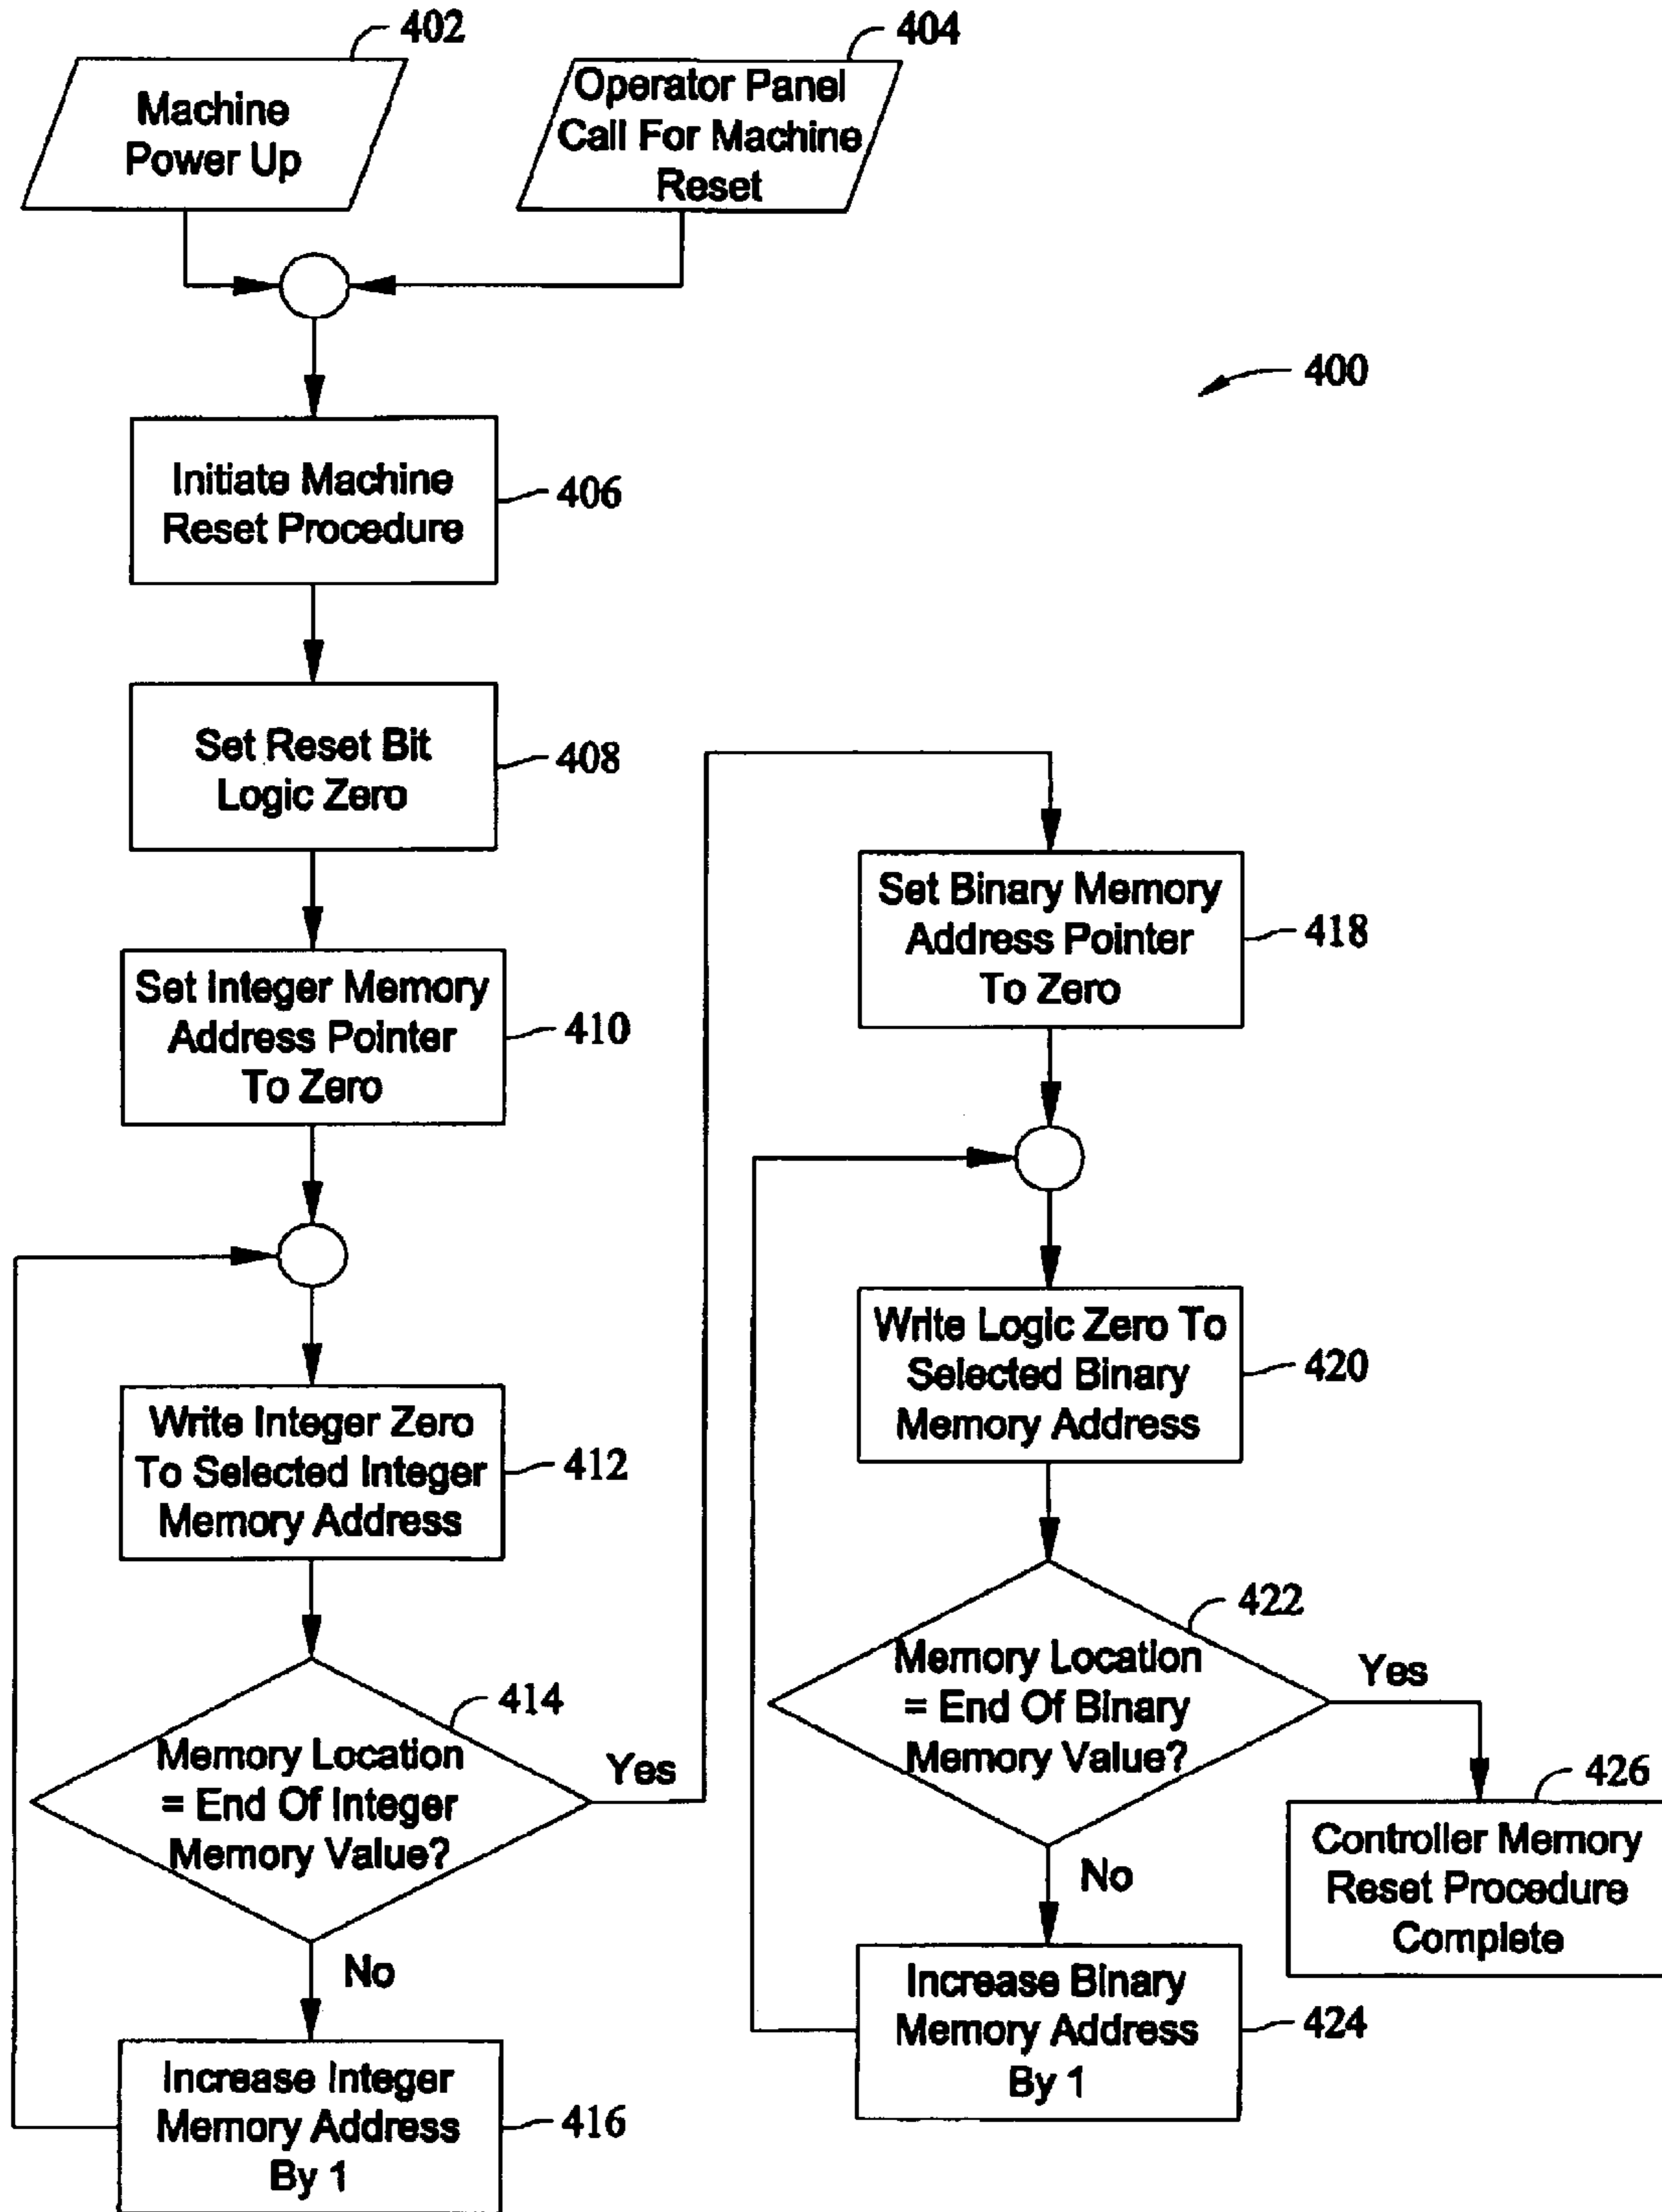 402
Machine
Power Up
404
Operator Panel
Call For Machine
Reset
400
Initiate Machine
Reset Procedure
406
Set Reset Bit
Logic Zero
408
Set Integer Memory
Address Pointer
To Zero
410
Write Integer Zero
To Selected Integer
Memory Address
412
414
Memory Location
= End Of Integer
Memory Value?
Yes
No
Increase Integer
Memory Address
By 1
416
Set Binary Memory
Address Pointer
To Zero
418
Write Logic Zero To
Selected Binary
Memory Address
420
422
Memory Location
= End Of Binary
Memory Value?
Yes
No
Increase Binary
Memory Address
By 1
424
426
Controller Memory
Reset Procedure
Complete